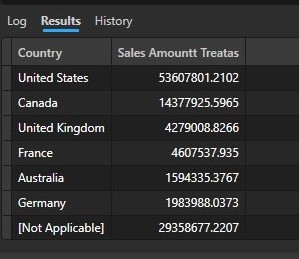 Log Results History
Country Sales Amountt Treatas
United States 53607801.2102
Canada 14377925.5965
United Kingdom 4279008.8266
France 4607537.935
Australia 1594335.3767
Germany 1983988.0373
[Not Applicable] 29358677.2207